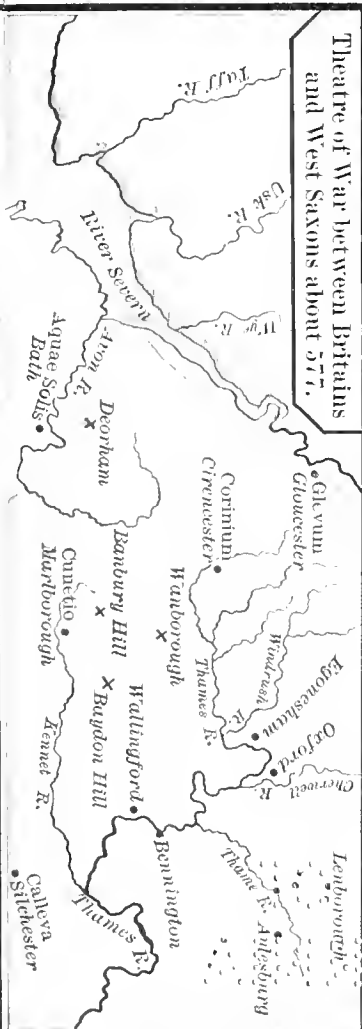 Theatre of War between Britains
and West Saxons about 577.
Taff R.
Usk R.
Wye R.
River Severn
Avon R.
Aquae Solis
Bath
Deorham
Glevum
Gloucester
Corinium
Cirencester
Wanborough
Banbury Hill
Cunetio
Marlborough
Baydon Hill
Kennet R.
Windrush
R.
Thames R.
Egonesham
Oxford
Cherwell
R.
Wallingford
Bennington
Thame R.
Aulesburg
Lenborough
Thames R.
Calleva
Silchester